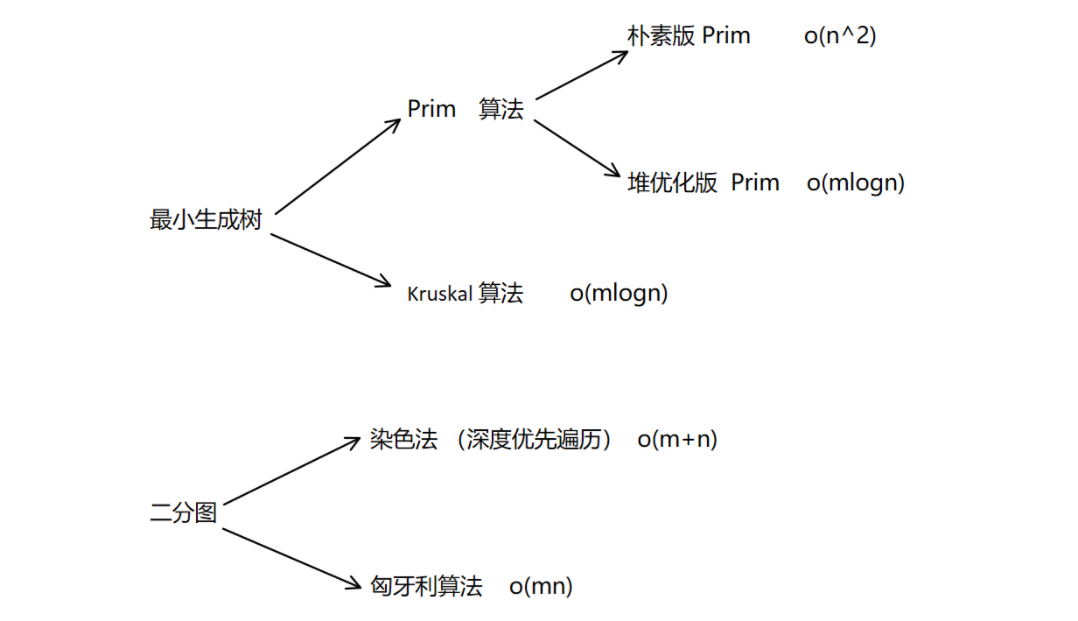 朴素版 Prim o(n^2)
Prim 算法
堆优化版 Prim o(mlogn)
最小生成树
Kruskal 算法 o(mlogn)
染色法 （深度优先遍历） o(m+n)
二分图
匈牙利算法 o(mn)